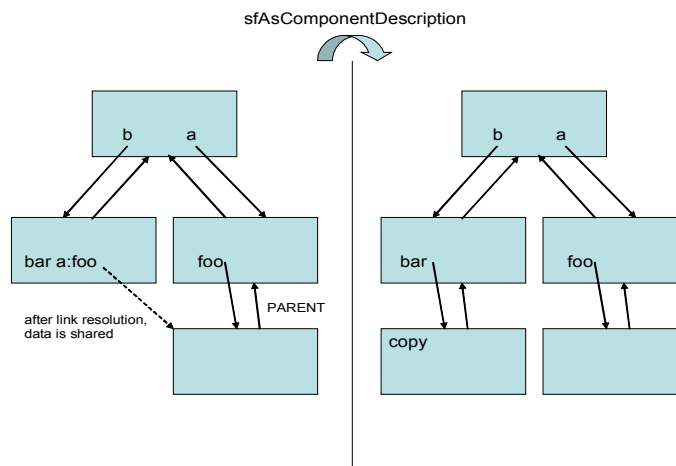 sfAsComponentDescription
b a
b a
bar a:foo
foo
bar
foo
after link resolution,
data is shared
PARENT
copy